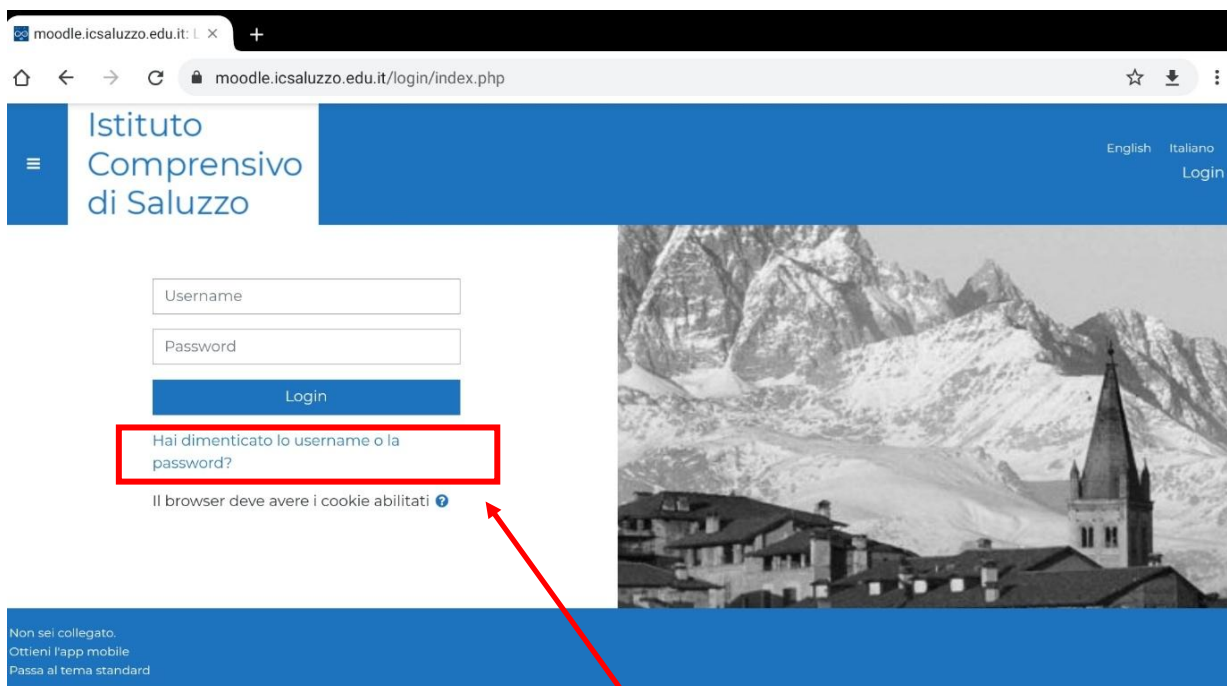 moodle.icsaluzzo.edu.it: L
moodle.icsaluzzo.edu.it/login/index.php
Istituto
Comprensivo
di Saluzzo
English Italiano
Login
Username
Password
Login
Hai dimenticato lo username o la
password?
Il browser deve avere i cookie abilitati
Non sei collegato.
Ottieni l'app mobile
Passa al tema standard